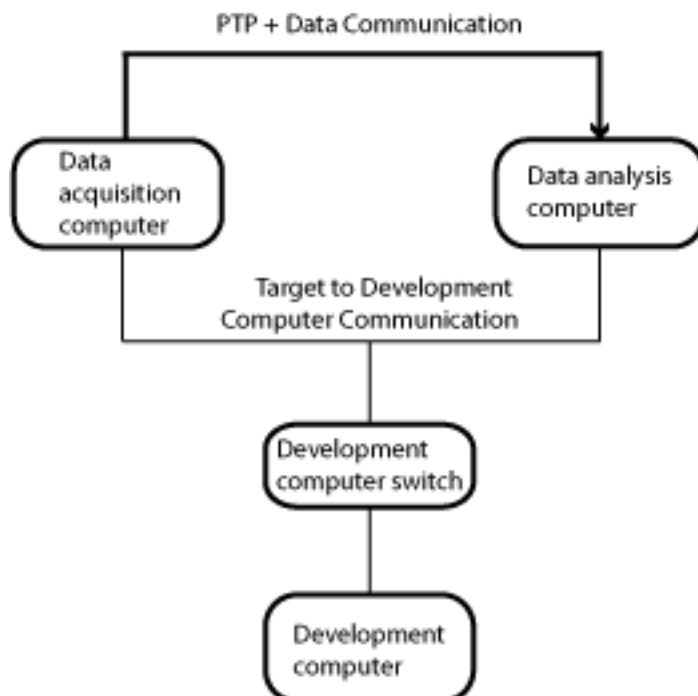 PTP + Data Communication
Data
acquisition
computer
Data analysis
computer
Target to Development
Computer Communication
Development
computer switch
Development
computer